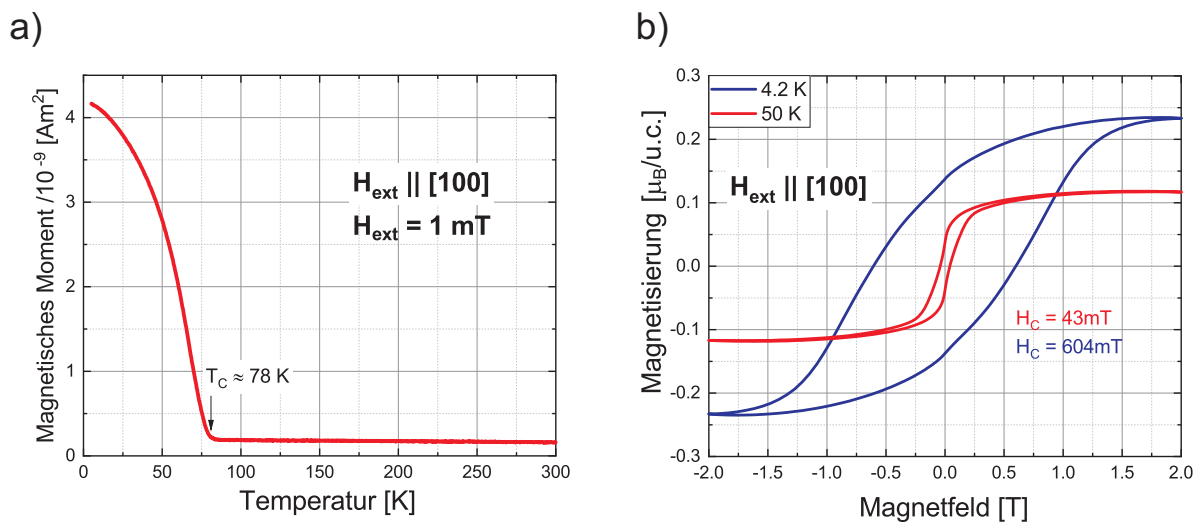 a)
4
3
2
1
0
0
50
100
150
200
250
300
Magnetisches Moment /10⁻⁹ [Am²]
Temperatur [K]
H_ext || [100]
H_ext = 1 mT
T_C ≈ 78 K
b)
0.3
0.2
0.1
0.0
-0.1
-0.2
-0.3
-2.0
-1.5
-1.0
-0.5
0.0
0.5
1.0
1.5
2.0
Magnetisierung [μ_B/u.c.]
Magnetfeld [T]
4.2 K
50 K
H_ext || [100]
H_C = 43mT
H_C = 604mT